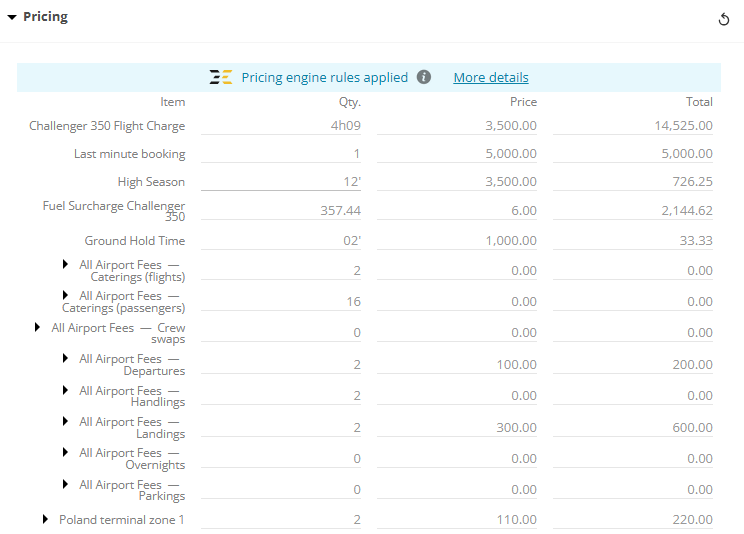 Pricing
Pricing engine rules applied More details
Item Qty. Price Total
Challenger 350 Flight Charge 4h09 3,500.00 14,525.00
Last minute booking 1 5,000.00 5,000.00
High Season 12' 3,500.00 726.25
Fuel Surcharge Challenger
350 357.44 6.00 2,144.62
Ground Hold Time 02' 1,000.00 33.33
All Airport Fees —
Caterings (flights) 2 0.00 0.00
All Airport Fees —
Caterings (passengers) 16 0.00 0.00
All Airport Fees — Crew
swaps 0 0.00 0.00
All Airport Fees —
Departures 2 100.00 200.00
All Airport Fees —
Handlings 2 0.00 0.00
All Airport Fees —
Landings 2 300.00 600.00
All Airport Fees —
Overnights 0 0.00 0.00
All Airport Fees —
Parkings 0 0.00 0.00
Poland terminal zone 1 2 110.00 220.00